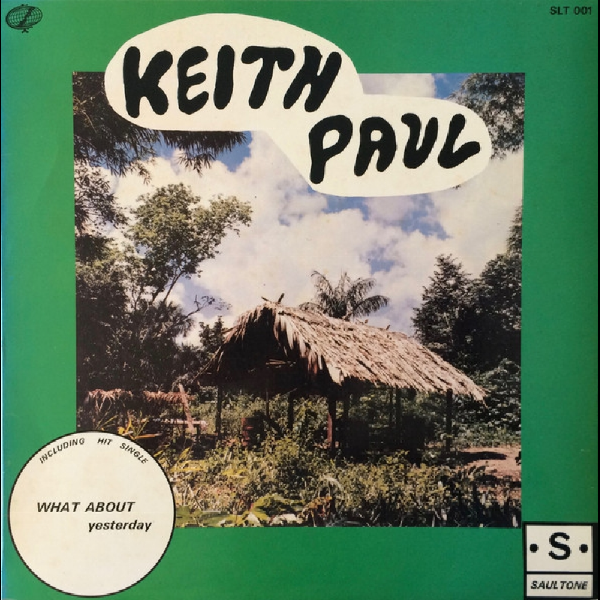 SLT 001
KEITH
PAUL
INCLUDING HIT SINGLE
WHAT ABOUT
yesterday
• S •
SAULTONE